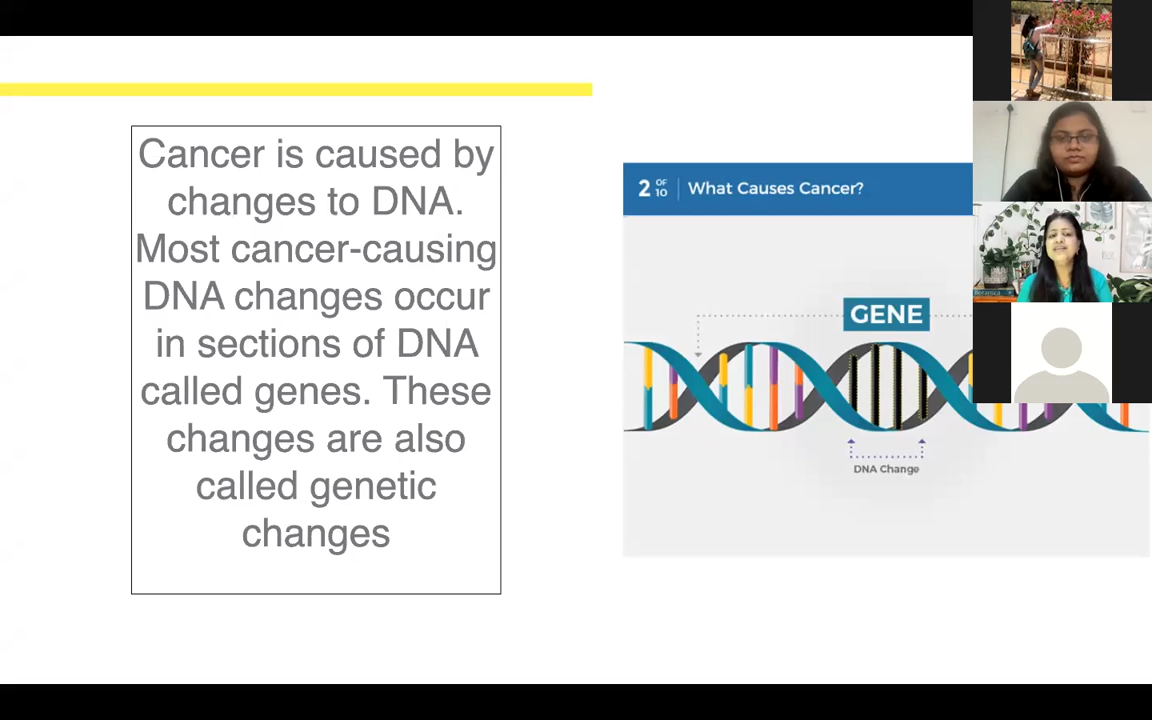 Cancer is caused by
changes to DNA.
Most cancer-causing
DNA changes occur
in sections of DNA
called genes. These
changes are also
called genetic
changes
2 OF 10 What Causes Cancer?
GENE
DNA Change